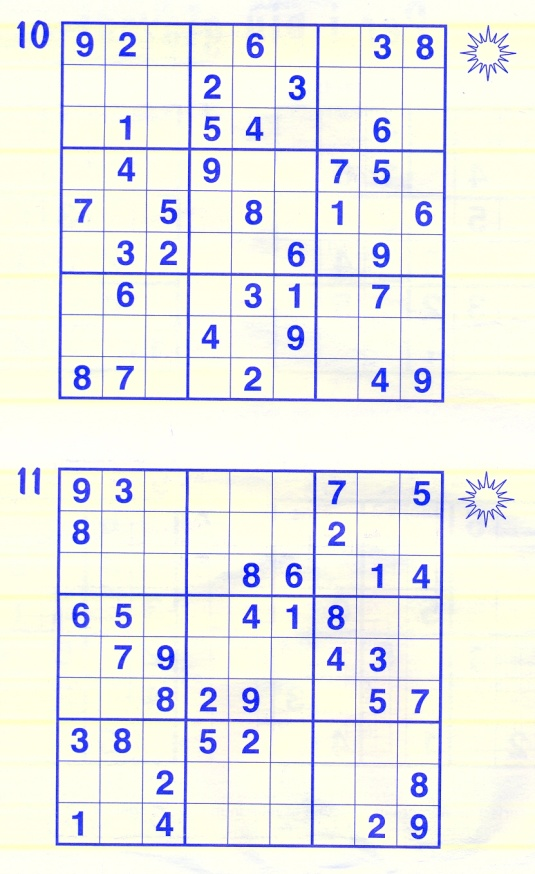 10
9 2 6 3 8
2 3
1 5 4 6
4 9 7 5
7 5 8 1 6
3 2 6 9
6 3 1 7
4 9
8 7 2 4 9
11
9 3 7 5
8 2
8 6 1 4
6 5 4 1 8
7 9 4 3
8 2 9 5 7
3 8 5 2
2 8
1 4 2 9